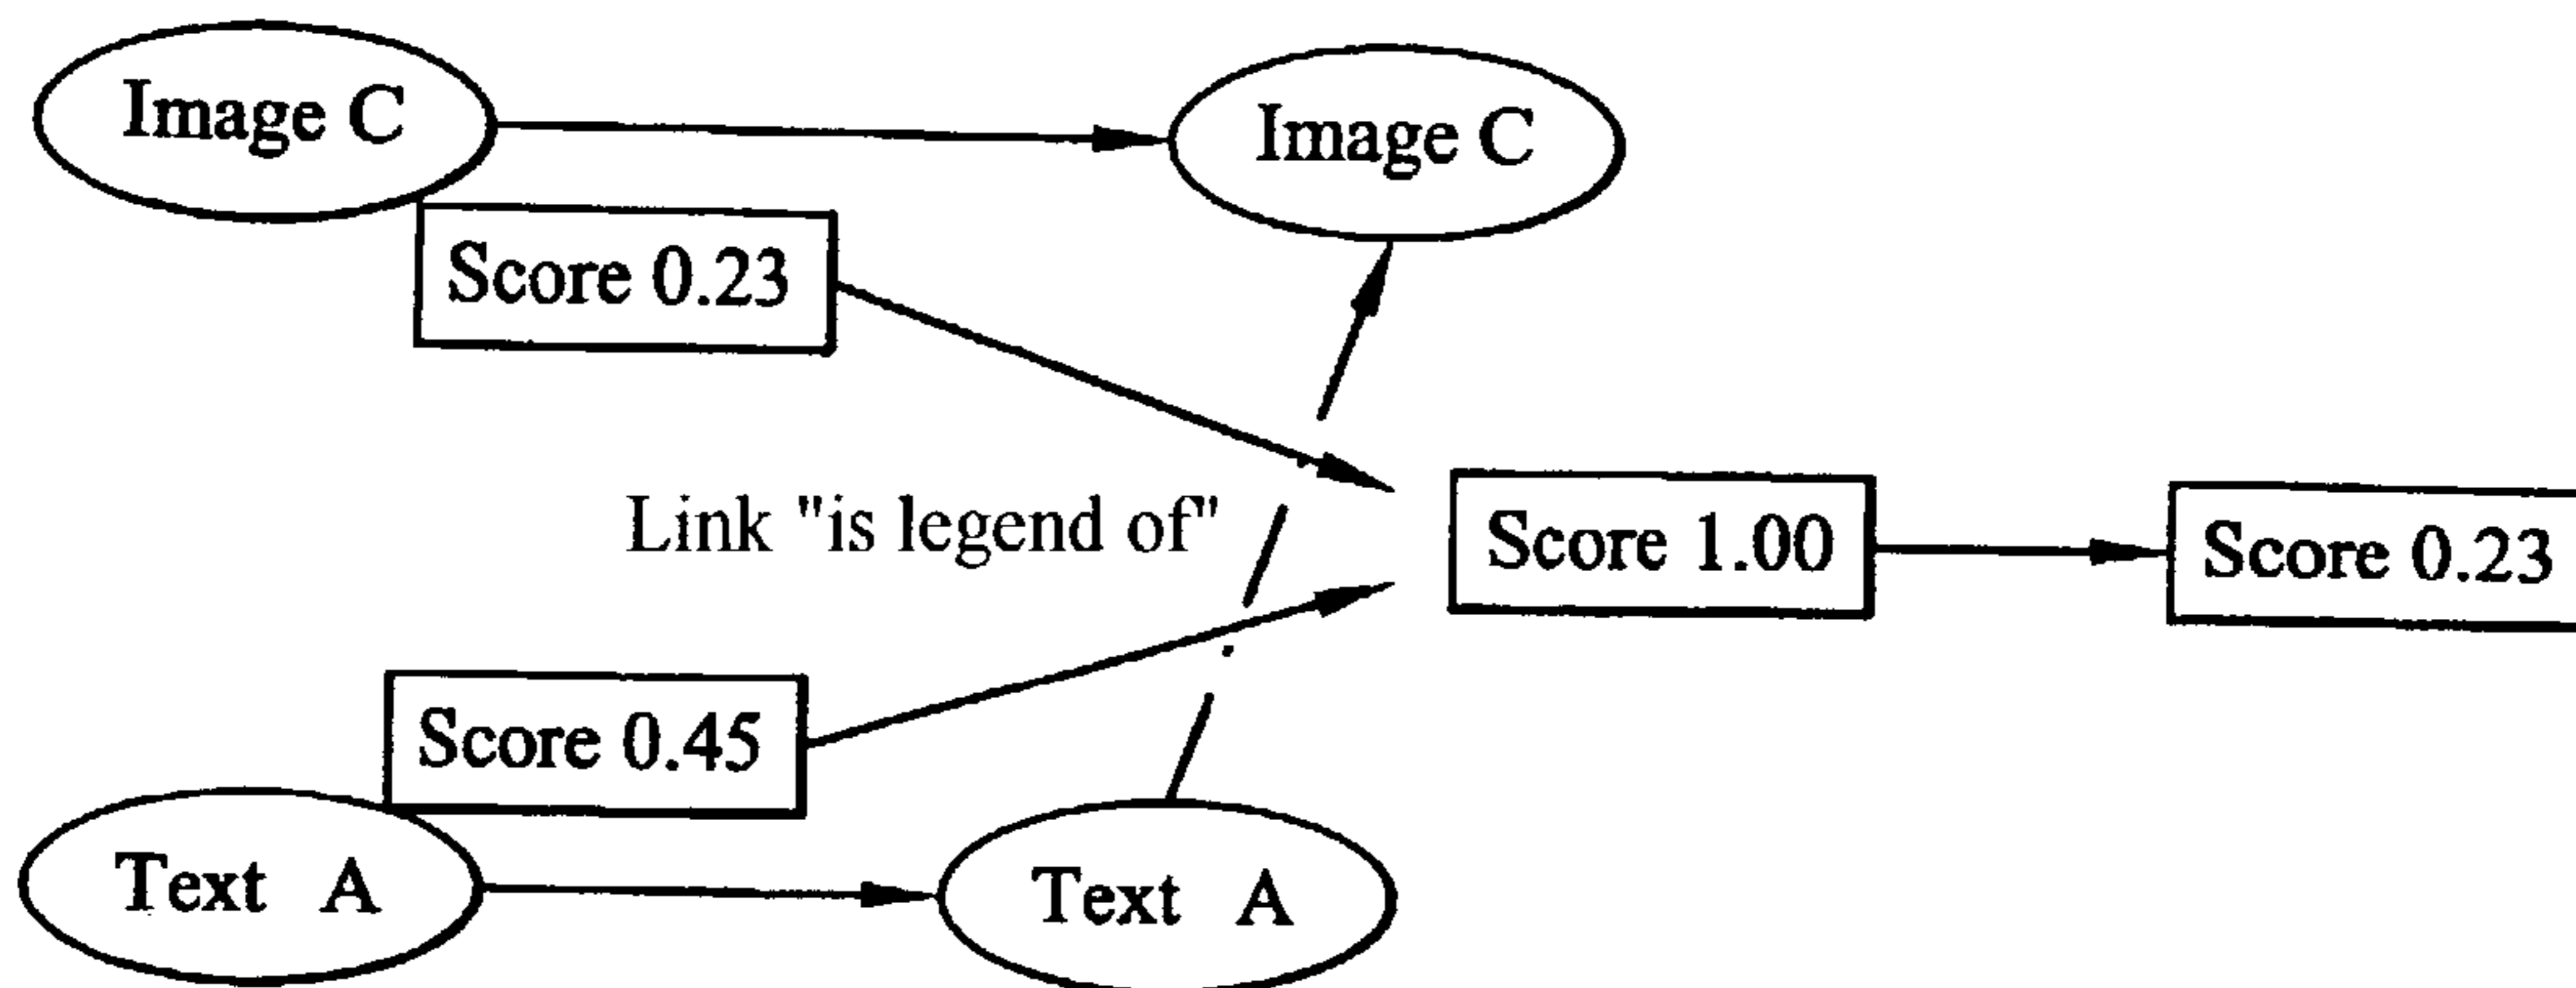 Image C
Image C
Score 0.23
Link "is legend of"
Score 1.00
Score 0.23
Score 0.45
Text A
Text A